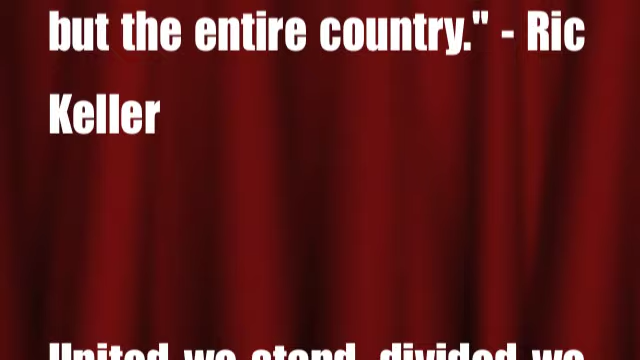 but the entire country." - Ric
Keller
United we stand, divided we